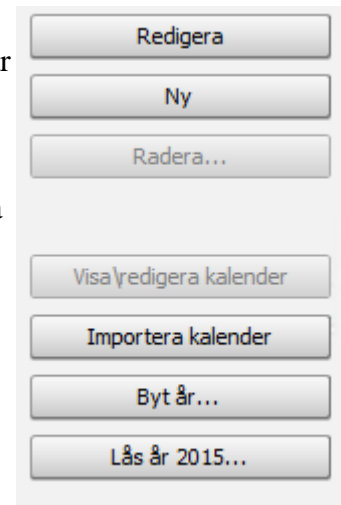 Redigera
r
Ny
Radera...
Visa\redigera kalender
Importera kalender
Byt år...
Lås år 2015...